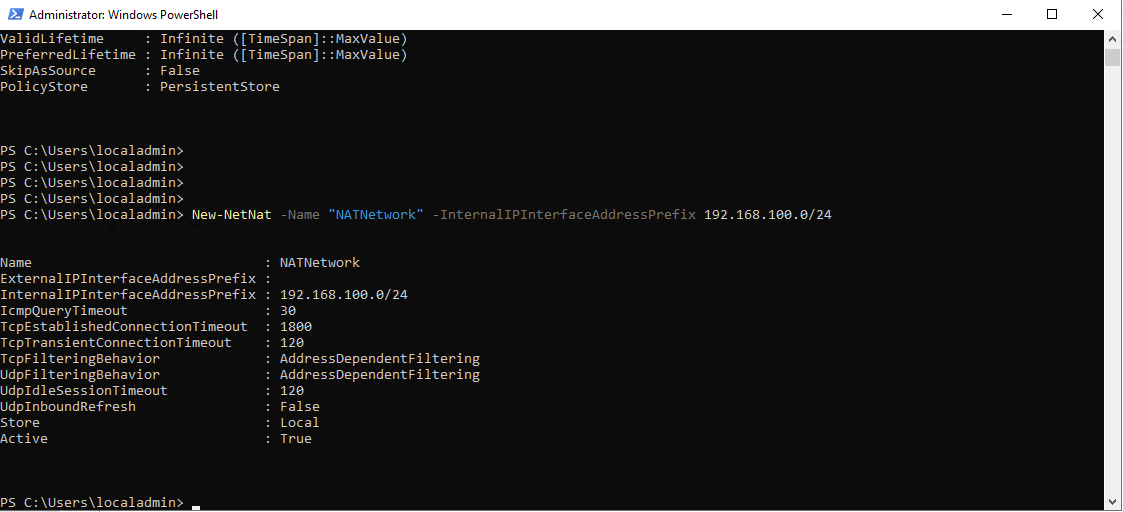 Administrator: Windows PowerShell
ValidLifetime     : Infinite ([TimeSpan]::MaxValue)
PreferredLifetime : Infinite ([TimeSpan]::MaxValue)
SkipAsSource      : False
PolicyStore       : PersistentStore
PS C:\Users\localadmin>
PS C:\Users\localadmin>
PS C:\Users\localadmin>
PS C:\Users\localadmin>
PS C:\Users\localadmin> New-NetNat -Name "NATNetwork" -InternalIPInterfaceAddressPrefix 192.168.100.0/24
Name                             : NATNetwork
ExternalIPInterfaceAddressPrefix :
InternalIPInterfaceAddressPrefix : 192.168.100.0/24
IcmpQueryTimeout                 : 30
TcpEstablishedConnectionTimeout  : 1800
TcpTransientConnectionTimeout    : 120
TcpFilteringBehavior             : AddressDependentFiltering
UdpFilteringBehavior             : AddressDependentFiltering
UdpIdleSessionTimeout            : 120
UdpInboundRefresh                : False
Store                            : Local
Active                           : True
PS C:\Users\localadmin>